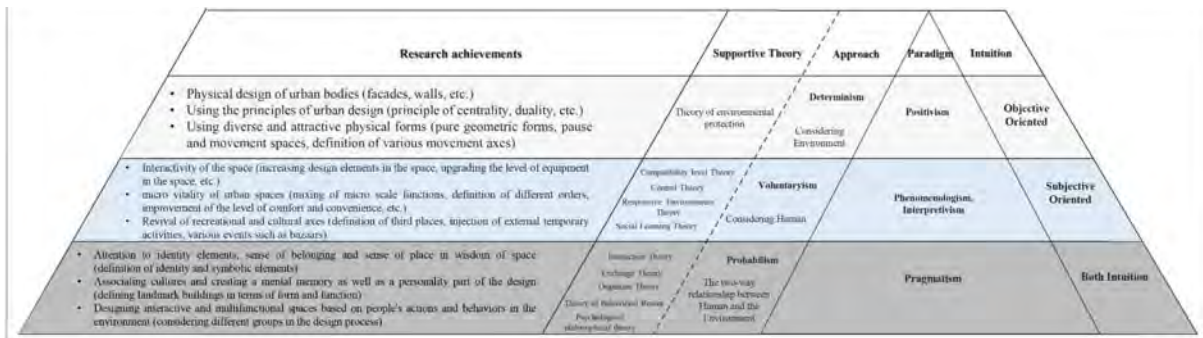 Research achievements
Supportive Theory
Approach
Paradigm
Intuition
• Physical design of urban bodies (facades, walls, etc.)
• Using the principles of urban design (principle of centrality, duality, etc.)
• Using diverse and attractive physical forms (pure geometric forms, pause
and movement spaces, definition of various movement axes)
Theory of environmental
protection
Determinism
Considering
Environment
Positivism
Objective
Oriented
• Interactivity of the space (increasing design elements in the space, upgrading the level of equipment
in the space, etc.)
• micro vitality of urban spaces (mixing of micro scale functions, definition of different orders,
improvement of the level of comfort and convenience, etc.)
• Revival of recreational and cultural axes (definition of third places, injection of external temporary
activities, various events such as bazaars)
Compatibility level Theory
Control Theory
Responsive Environments
Theory
Social Learning Theory
Voluntaryism
Considering Human
Phenomenologism,
Interpretivism
Subjective
Oriented
• Attention to identity elements, sense of belonging and sense of place in wisdom of space
(definition of identity and symbolic elements)
• Associating cultures and creating a mental memory as well as a personality part of the design
(defining landmark buildings in terms of form and function)
• Designing interactive and multifunctional spaces based on people's actions and behaviors in the
environment (considering different groups in the design process)
Interaction Theory
Exchange Theory
Organism Theory
Theory of Behavioral
Psychological
philosophical theory
Probabilism
The two-way
relationship between
Human and the
Environment
Pragmatism
Both Intuition